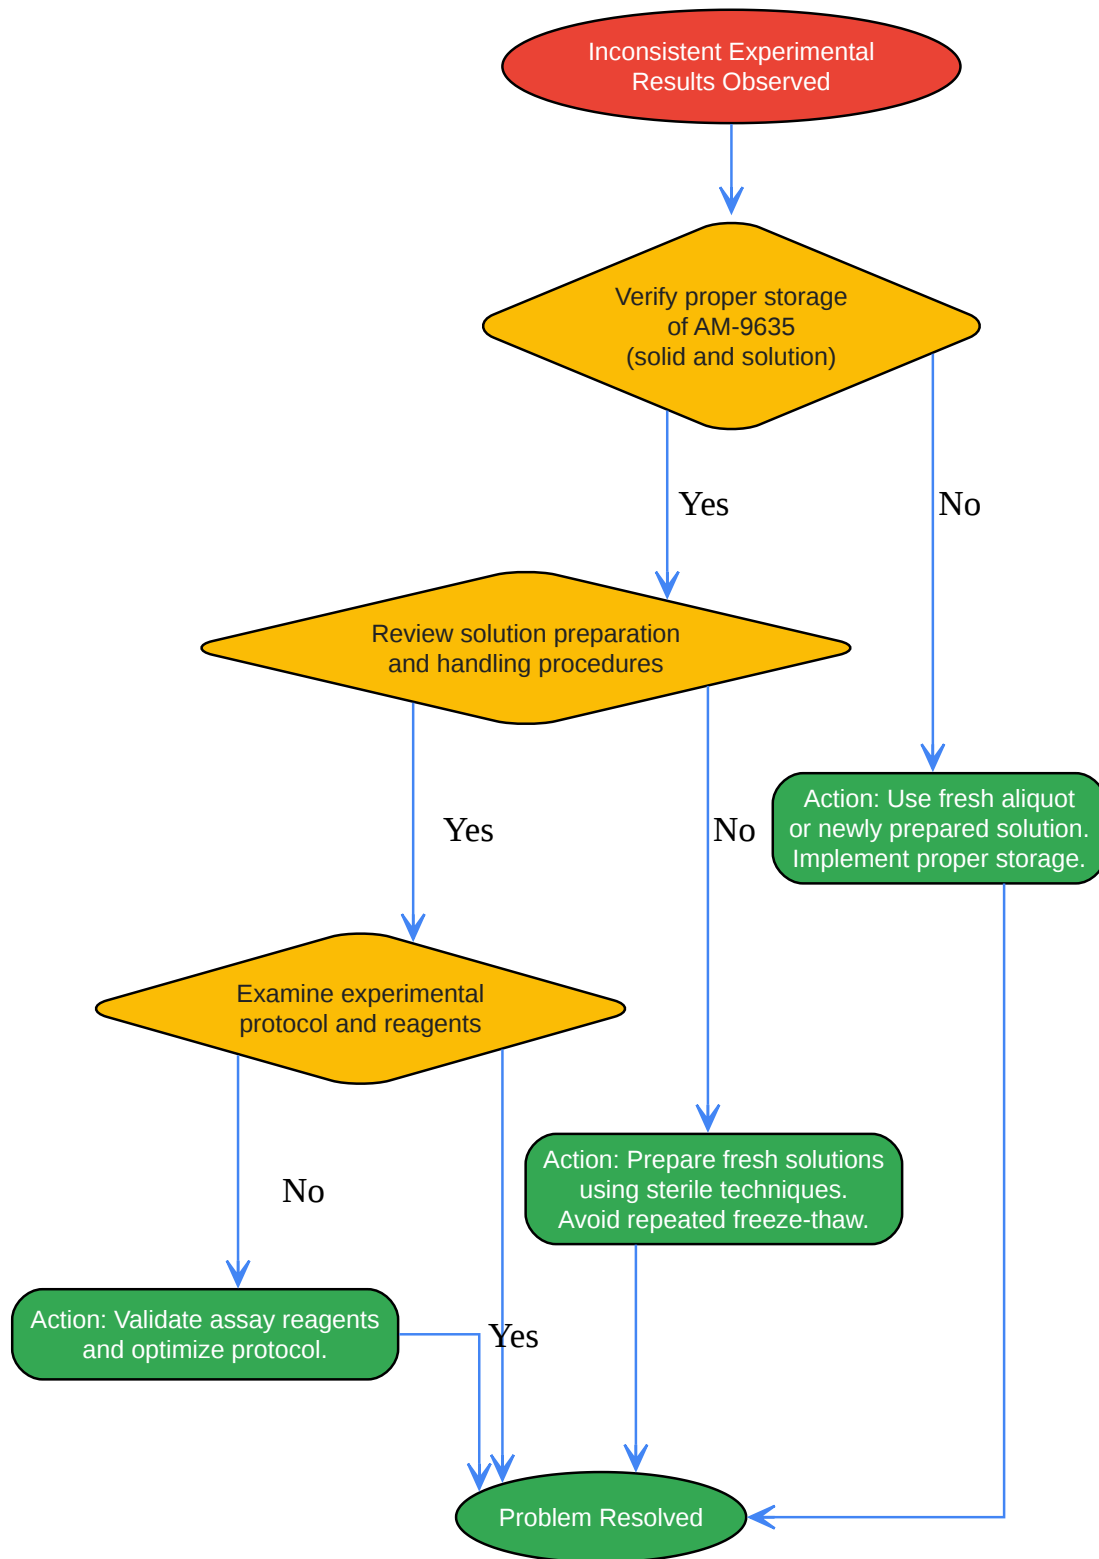 Inconsistent Experimental
Results Observed
Verify proper storage
of AM-9635
(solid and solution)
Yes
No
Review solution preparation
and handling procedures
Action: Use fresh aliquot
or newly prepared solution.
Implement proper storage.
Yes
No
Examine experimental
protocol and reagents
Action: Prepare fresh solutions
using sterile techniques.
Avoid repeated freeze-thaw.
No
Action: Validate assay reagents
and optimize protocol.
Yes
Problem Resolved